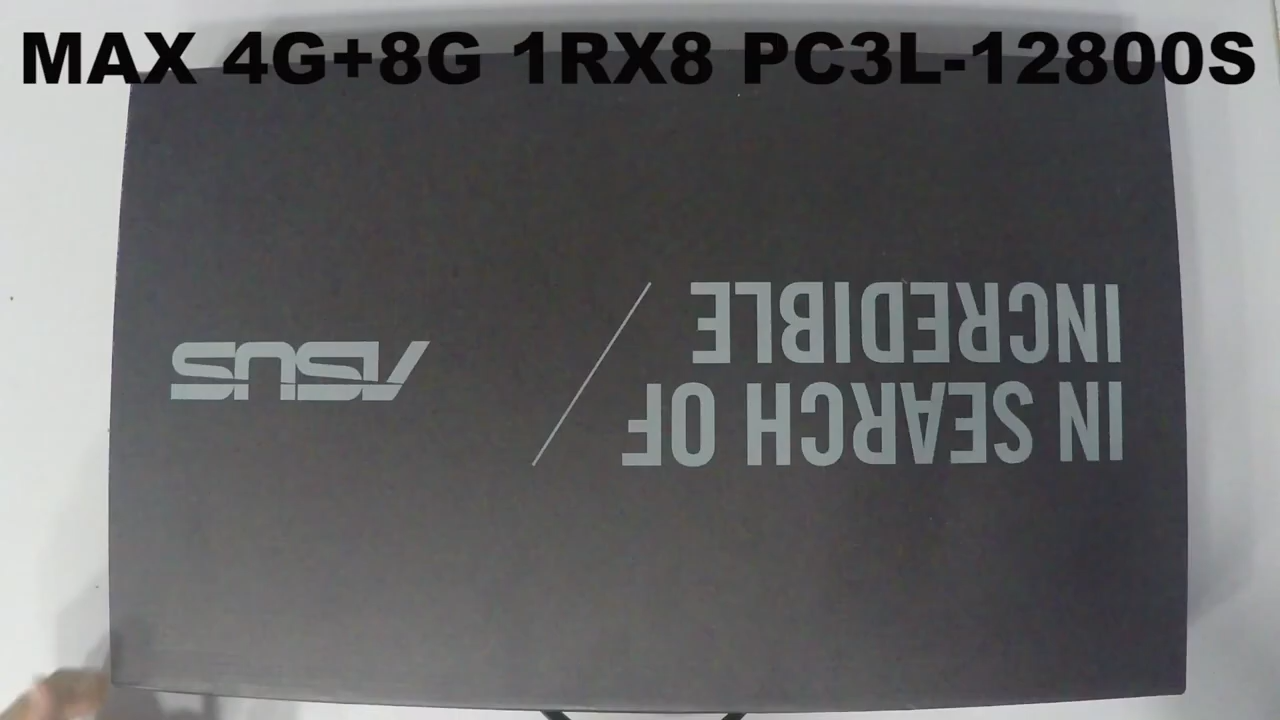 MAX 4G+8G 1RX8 PC3L-12800S
IN SEARCH OF
INCREDIBLE
ASUS